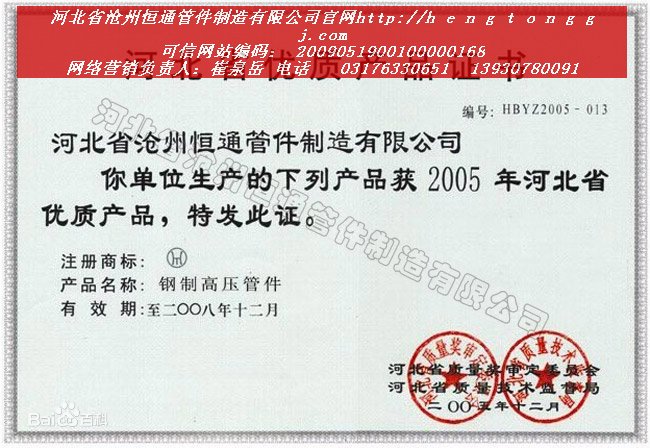 河北省沧州恒通管件制造有限公司官网http://hengtongg
j.com
可信网站编码： 2009051900100000168
网络营销负责人：崔泉岳 电话 03176330651 13930780091
河北省优质产品证书
编号：HBYZ2005-013
河北省沧州恒通管件制造有限公司
你单位生产的下列产品获 2005 年河北省
优质产品，特发此证。
注册商标：
产品名称：钢制高压管件
有 效 期：至二〇〇八年十二月
河北省沧州恒通管件制造有限公司
河北省质量奖审定委员会
河北省质量技术监督局
二〇〇五年十二月
Bai 百科